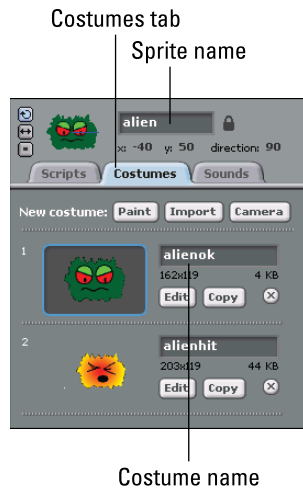 Costumes tab
Sprite name
alien
x: -40 y: 50 direction: 90
Scripts Costumes Sounds
New costume: Paint Import Camera
1
alienok
162x119 4 KB
Edit Copy
2
alienhit
203x119 44 KB
Edit Copy
Costume name